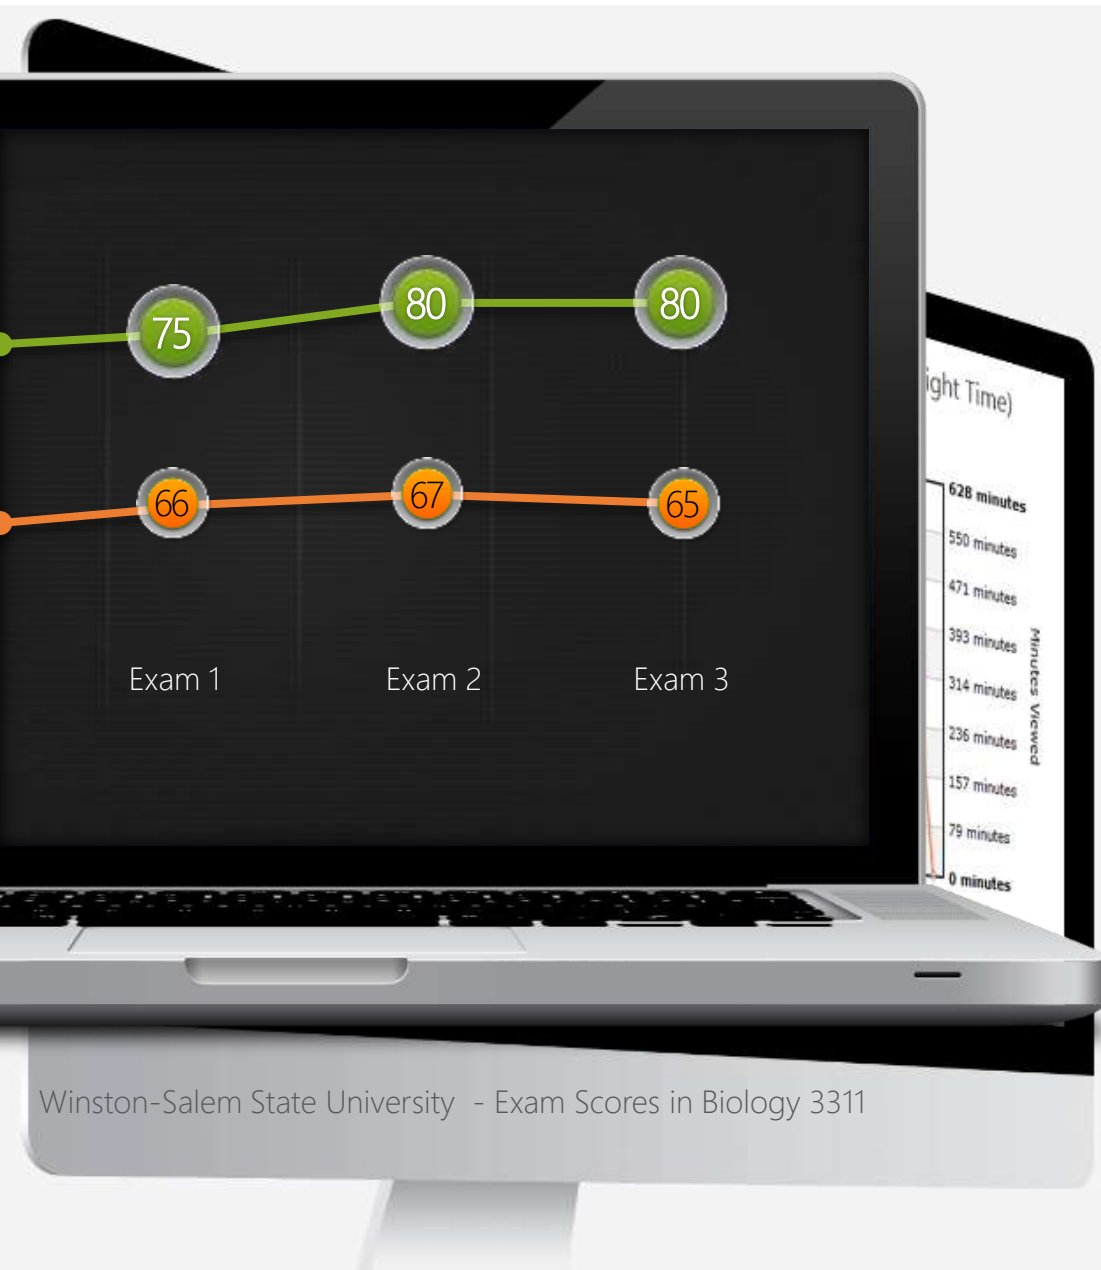 75
80
80
66
67
65
Exam 1
Exam 2
Exam 3
ight Time)
628 minutes
550 minutes
471 minutes
393 minutes
314 minutes
236 minutes
157 minutes
79 minutes
0 minutes
Minutes Viewed
Winston-Salem State University - Exam Scores in Biology 3311